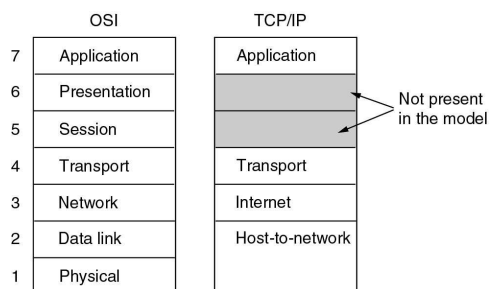 OSI TCP/IP
7 Application Application
6 Presentation
5 Session
Not present
in the model
4 Transport Transport
3 Network Internet
2 Data link Host-to-network
1 Physical